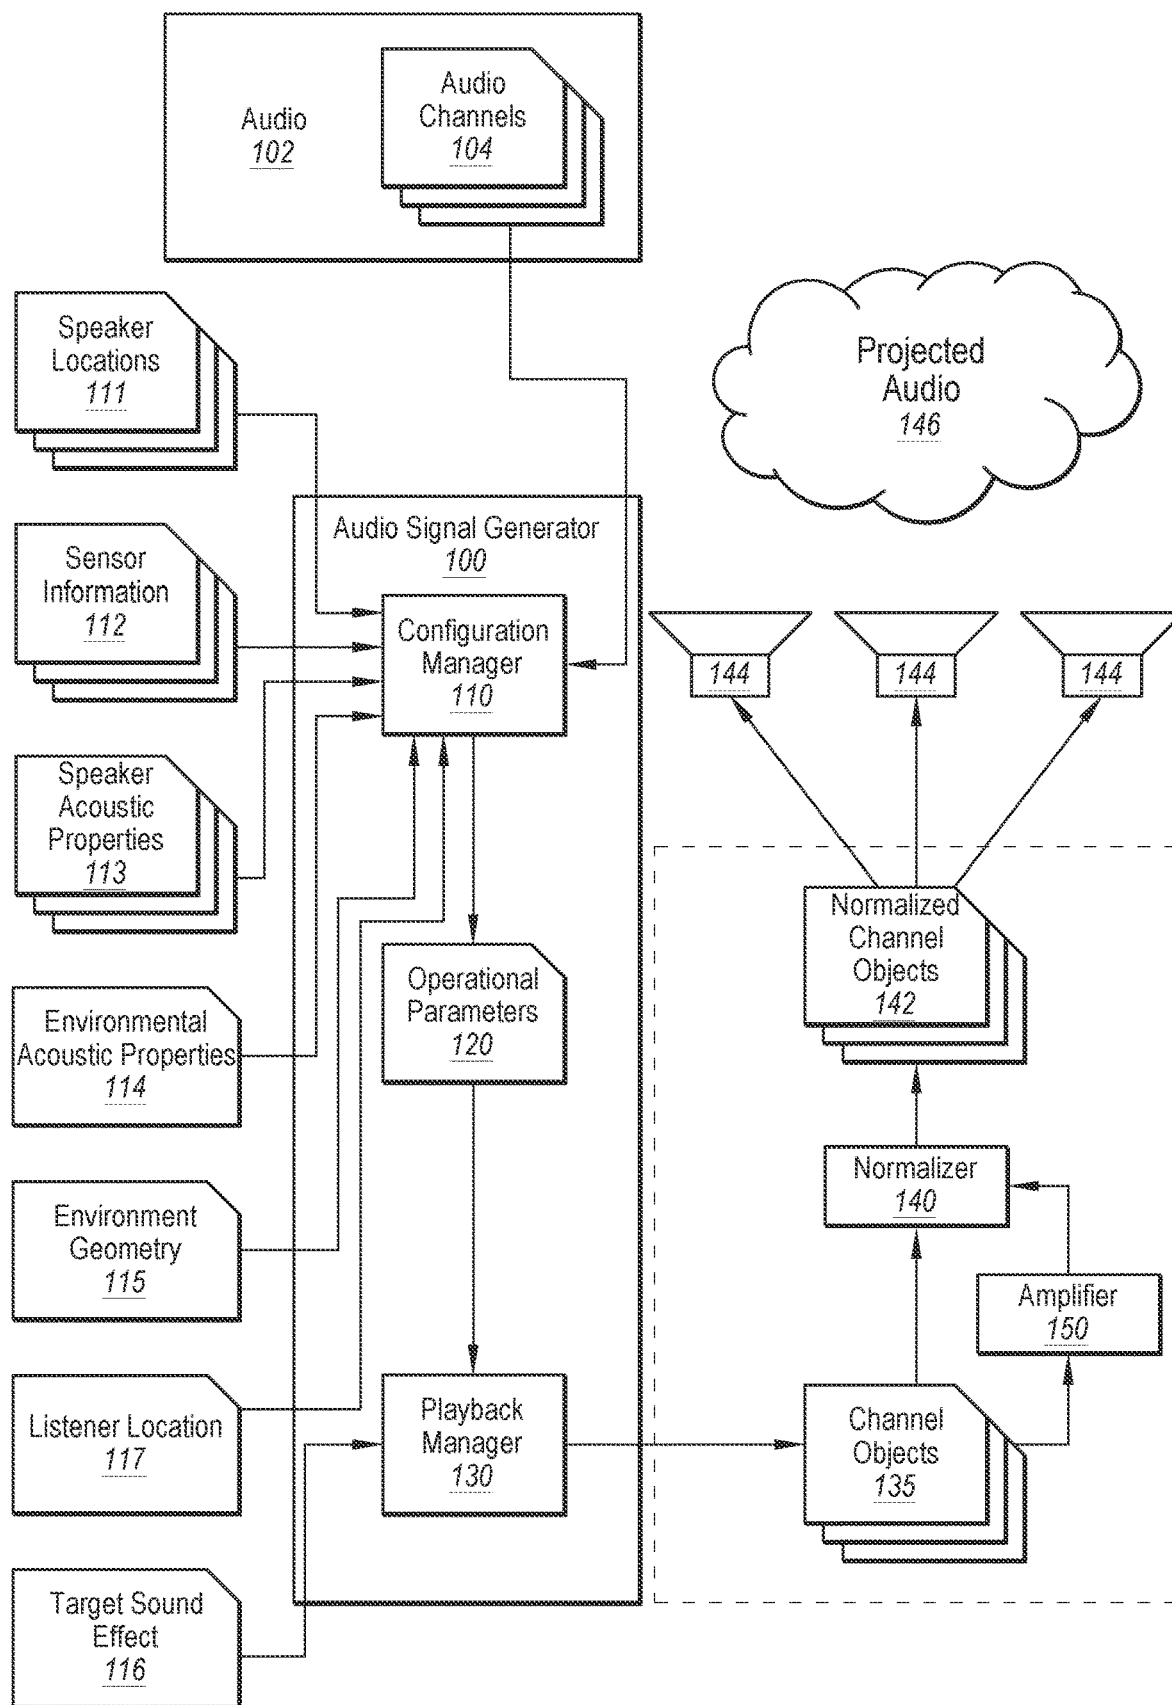 Audio
102
Audio
Channels
104
Speaker
Locations
111
Projected
Audio
146
Audio Signal Generator
100
Sensor
Information
112
Configuration
Manager
110
144
144
144
Speaker
Acoustic
Properties
113
Normalized
Channel
Objects
142
Operational
Parameters
120
Environmental
Acoustic Properties
114
Normalizer
140
Environment
Geometry
115
Amplifier
150
Listener Location
117
Playback
Manager
130
Channel
Objects
135
Target Sound
Effect
116